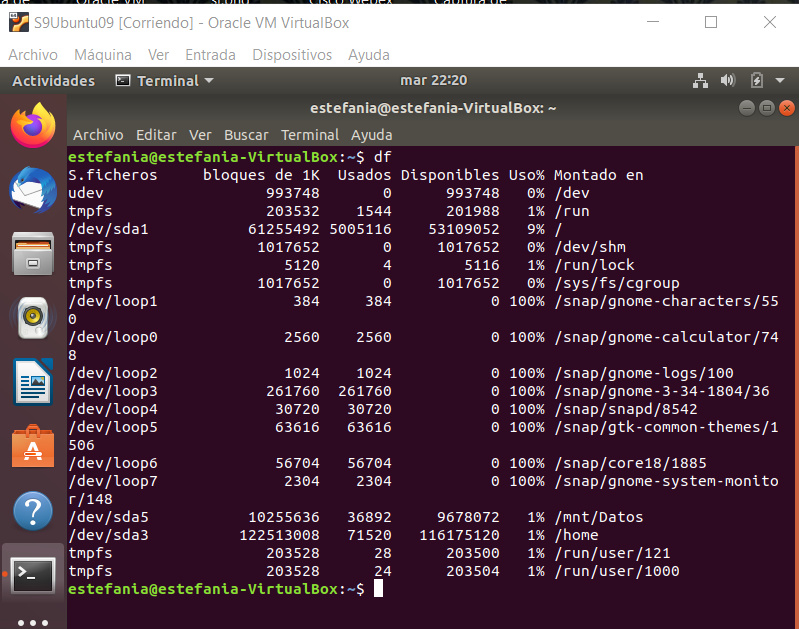 S9Ubuntu09 [Corriendo] - Oracle VM VirtualBox
Archivo Máquina Ver Entrada Dispositivos Ayuda
Actividades Terminal mar 22:20
estefania@estefania-VirtualBox: ~
Archivo Editar Ver Buscar Terminal Ayuda
estefania@estefania-VirtualBox:~$ df
S.ficheros bloques de 1K Usados Disponibles Uso% Montado en
udev 993748 0 993748 0% /dev
tmpfs 203532 1544 201988 1% /run
/dev/sda1 61255492 5005116 53109052 9% /
tmpfs 1017652 0 1017652 0% /dev/shm
tmpfs 5120 4 5116 1% /run/lock
tmpfs 1017652 0 1017652 0% /sys/fs/cgroup
/dev/loop1 384 384 0 100% /snap/gnome-characters/55
0
/dev/loop0 2560 2560 0 100% /snap/gnome-calculator/74
8
/dev/loop2 1024 1024 0 100% /snap/gnome-logs/100
/dev/loop3 261760 261760 0 100% /snap/gnome-3-34-1804/36
/dev/loop4 30720 30720 0 100% /snap/snapd/8542
/dev/loop5 63616 63616 0 100% /snap/gtk-common-themes/1
506
/dev/loop6 56704 56704 0 100% /snap/core18/1885
/dev/loop7 2304 2304 0 100% /snap/gnome-system-monito
r/148
/dev/sda5 10255636 36892 9678072 1% /mnt/Datos
/dev/sda3 122513008 71520 116175120 1% /home
tmpfs 203528 28 203500 1% /run/user/121
tmpfs 203528 24 203504 1% /run/user/1000
estefania@estefania-VirtualBox:~$